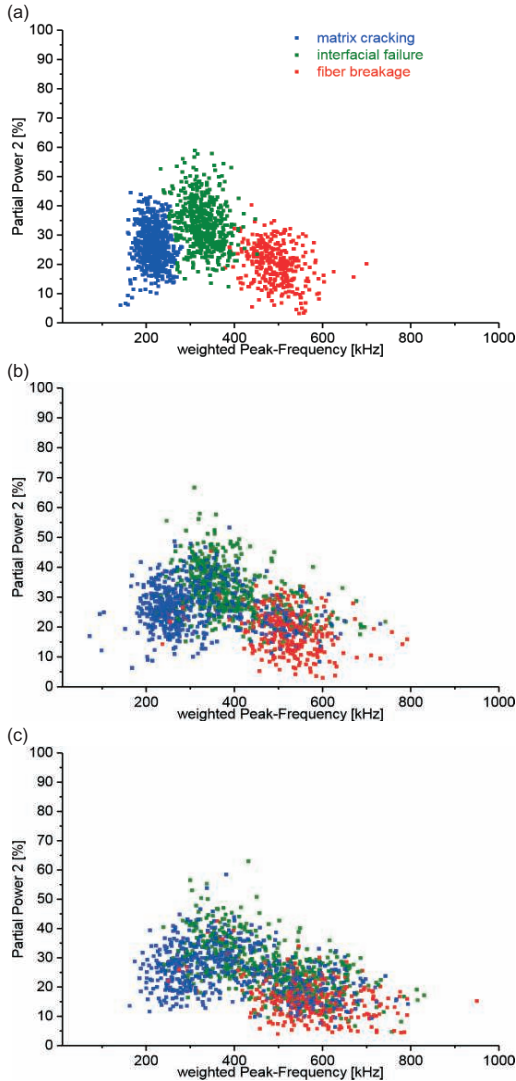 (a)
matrix cracking
interfacial failure
fiber breakage
Partial Power 2 [%]
100
90
80
70
60
50
40
30
20
10
0
200 400 600 800 1000
weighted Peak-Frequency [kHz]
(b)
Partial Power 2 [%]
100
90
80
70
60
50
40
30
20
10
0
200 400 600 800 1000
weighted Peak-Frequency [kHz]
(c)
Partial Power 2 [%]
100
90
80
70
60
50
40
30
20
10
0
200 400 600 800 1000
weighted Peak-Frequency [kHz]